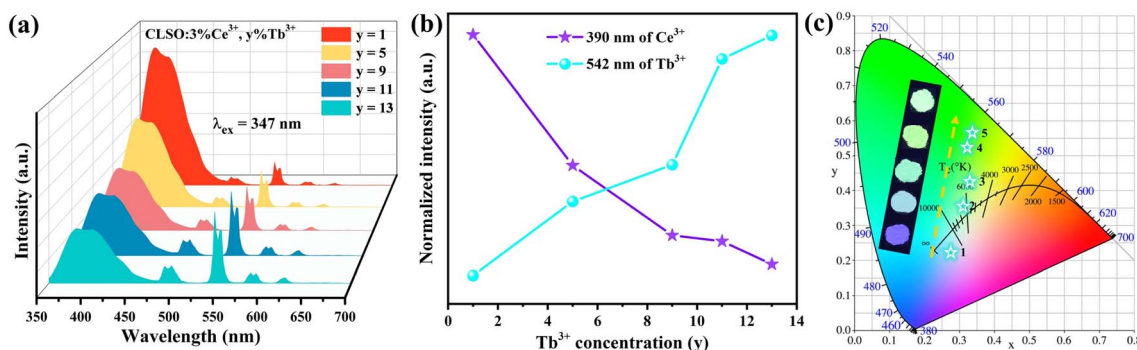 (a)
CLSO:3%Ce³⁺, y%Tb³⁺
y = 1
y = 5
y = 9
y = 11
y = 13
λex = 347 nm
Intensity (a.u.)
350 400 450 500 550 600 650 700
Wavelength (nm)
(b)
390 nm of Ce³⁺
542 nm of Tb³⁺
Normalized intensity (a.u.)
0 2 4 6 8 10 12 14
Tb³⁺ concentration (y)
(c)
0.9
0.8
0.7
0.6
0.5
0.4
0.3
0.2
0.1
0.0
y
520
540
560
500
580
600
620
700
490
480
470
460
380
5
4
3
2
1
(°K)
2500
3000
4000
10000
2000
1500
∞
0.0 0.1 0.2 0.3 0.4 0.5 0.6 0.7 0.8
x